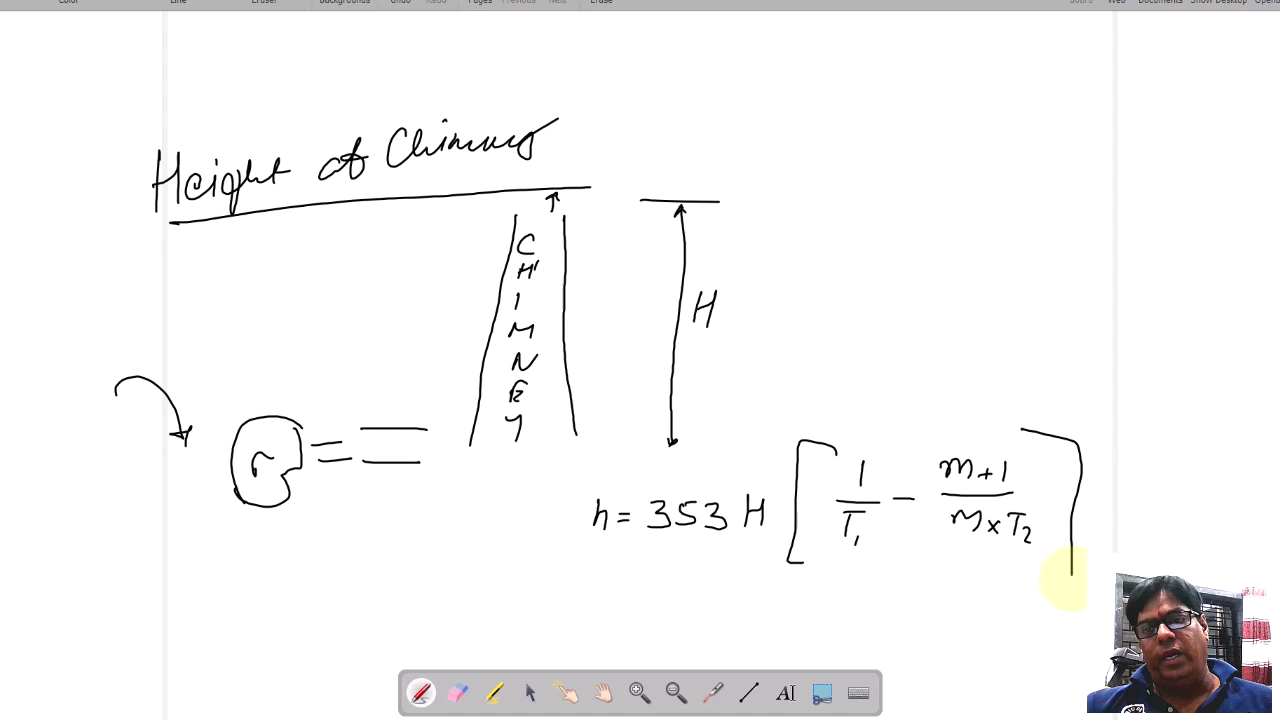 Height of Chimney
C
H
I
M
N
E
Y
H
h = 353 H [ 1/T₁ - m+1/m×T₂ ]